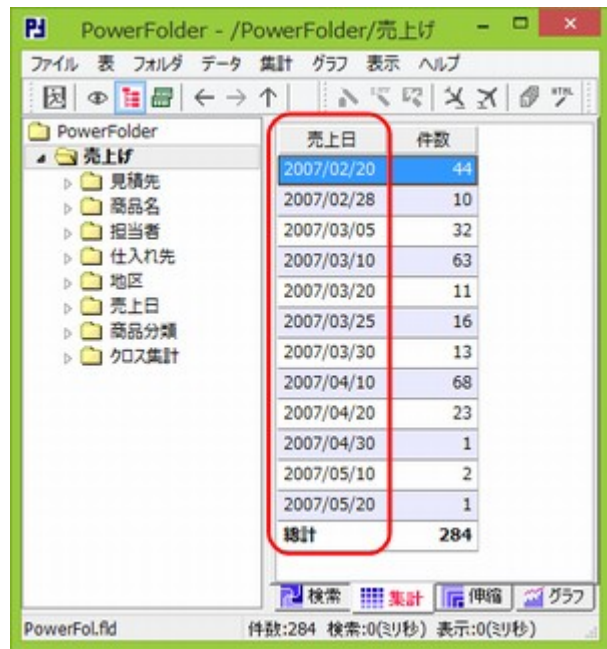 PowerFolder - /PowerFolder/売上げ
ファイル 表 フォルダ データ 集計 グラフ 表示 ヘルプ
HTML
PowerFolder
売上げ
見積先
商品名
担当者
仕入れ先
地区
売上日
商品分類
クロス集計
売上日 件数
2007/02/20 44
2007/02/28 10
2007/03/05 32
2007/03/10 63
2007/03/20 11
2007/03/25 16
2007/03/30 13
2007/04/10 68
2007/04/20 23
2007/04/30 1
2007/05/10 2
2007/05/20 1
総計 284
検索 集計 伸縮 グラフ
PowerFol.fld 件数:284 検索:0(ミリ秒) 表示:0(ミリ秒)